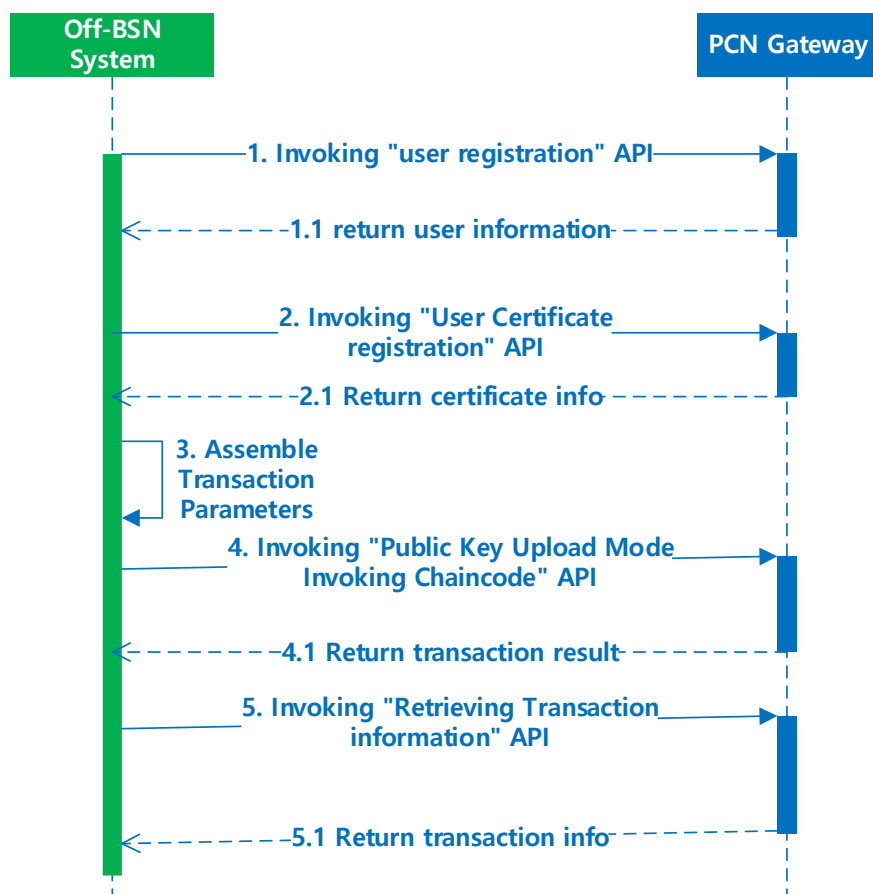 Off-BSN
System
PCN Gateway
1. Invoking "user registration" API
1.1 return user information
2. Invoking "User Certificate
registration" API
2.1 Return certificate info
3. Assemble
Transaction
Parameters
4. Invoking "Public Key Upload Mode
Invoking Chaincode" API
4.1 Return transaction result
5. Invoking "Retrieving Transaction
information" API
5.1 Return transaction info